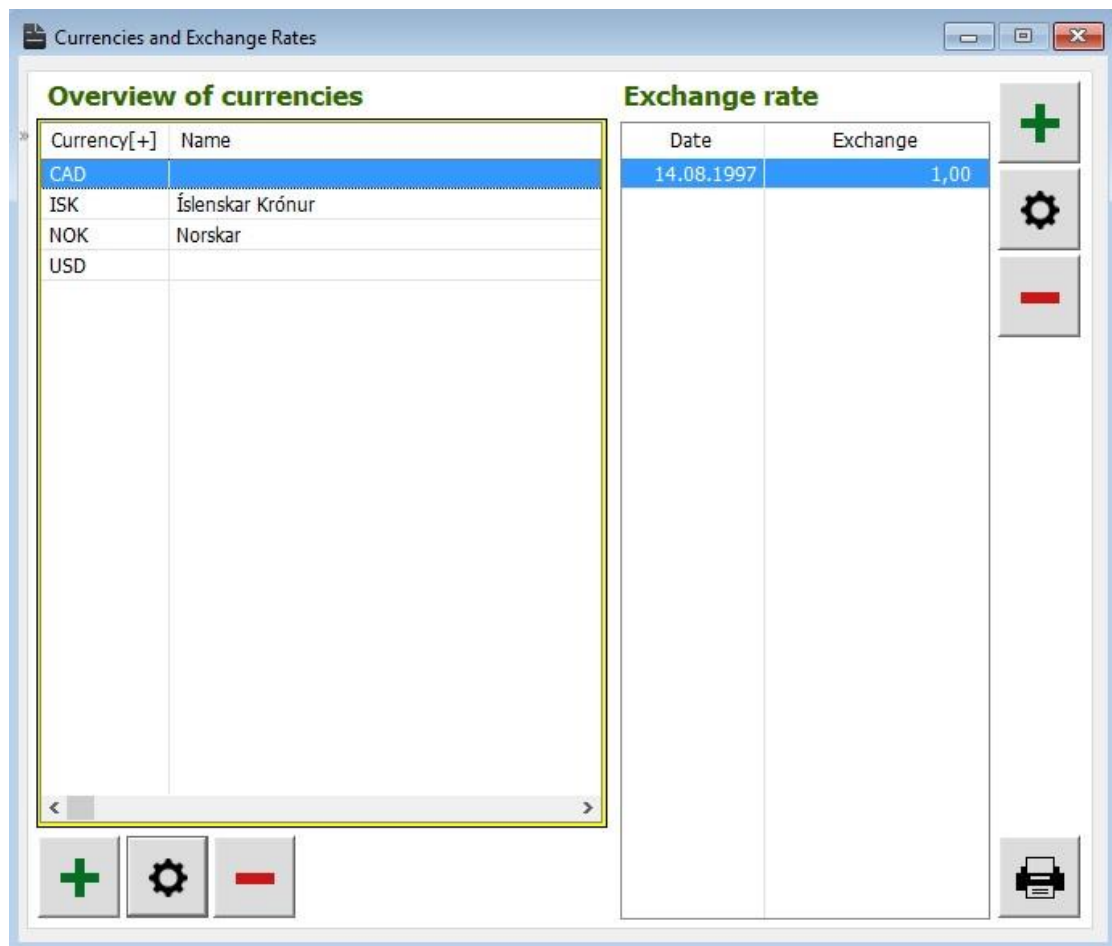 Currencies and Exchange Rates
Overview of currencies
Currency[+] Name
CAD
ISK Íslenskar Krónur
NOK Norskar
USD
Exchange rate
Date Exchange
14.08.1997 1,00